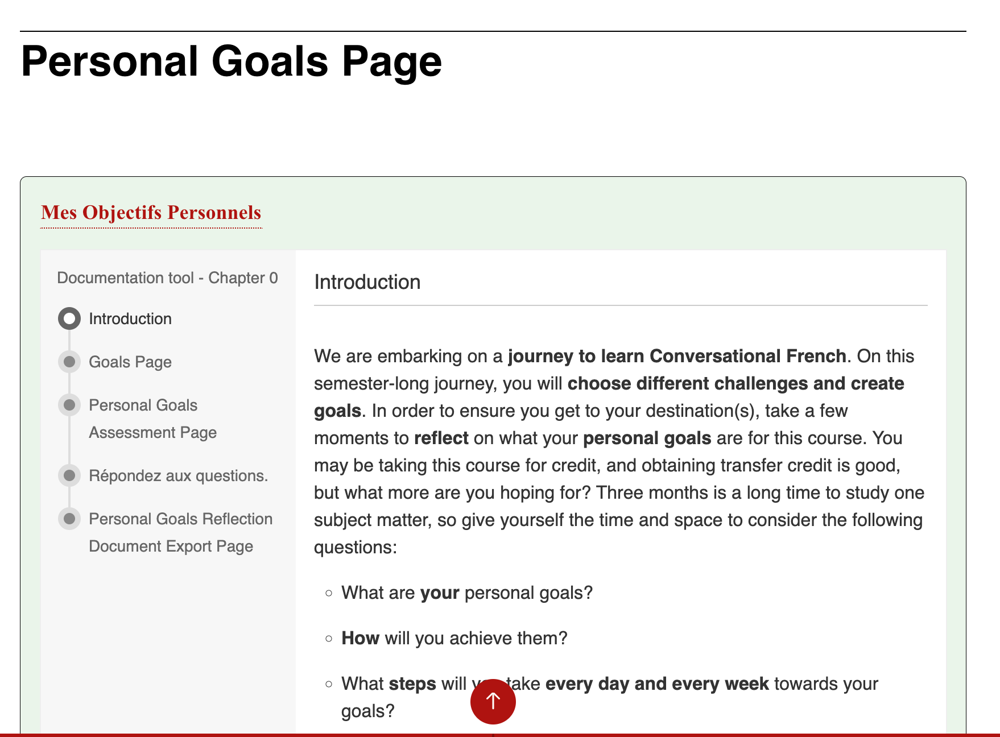 Personal Goals Page
Mes Objectifs Personnels
Documentation tool - Chapter 0
Introduction
Goals Page
Personal Goals
Assessment Page
Répondez aux questions.
Personal Goals Reflection
Document Export Page
Introduction
We are embarking on a journey to learn Conversational French. On this
semester-long journey, you will choose different challenges and create
goals. In order to ensure you get to your destination(s), take a few
moments to reflect on what your personal goals are for this course. You
may be taking this course for credit, and obtaining transfer credit is good,
but what more are you hoping for? Three months is a long time to study one
subject matter, so give yourself the time and space to consider the following
questions:
What are your personal goals?
How will you achieve them?
What steps will take every day and every week towards your
goals?